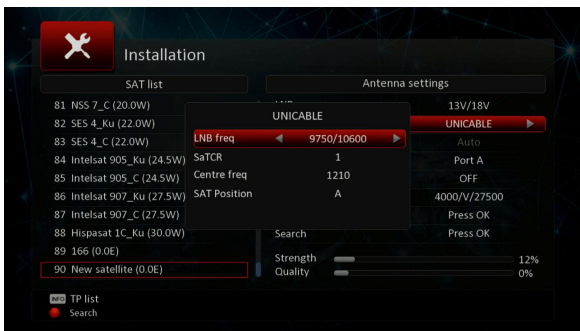 Installation
SAT list
Antenna settings
81 NSS 7_C (20.0W)
13V/18V
82 SES 4_Ku (22.0W)
UNICABLE
83 SES 4_C (22.0W)
Auto
84 Intelsat 905_Ku (24.5W)
Port A
85 Intelsat 905_C (24.5W)
OFF
86 Intelsat 907_Ku (27.5W)
4000/V/27500
87 Intelsat 907_C (27.5W)
Press OK
88 Hispasat 1C_Ku (30.0W)
Search
Press OK
89 166 (0.0E)
90 New satellite (0.0E)
UNICABLE
LNB freq 9750/10600
SaTCR 1
Centre freq 1210
SAT Position A
Strength 12%
Quality 0%
INFO TP list
Search